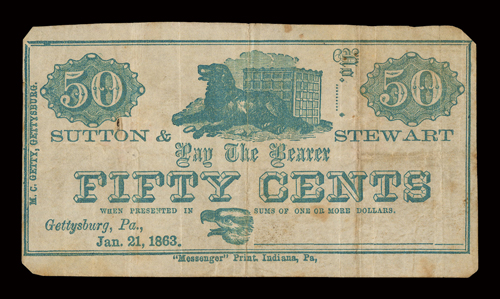 50
No. ........
50
SUTTON & STEWART
Pay The Bearer
FIFTY CENTS
WHEN PRESENTED IN SUMS OF ONE OR MORE DOLLARS.
Gettysburg, Pa.,
Jan. 21, 1863.
"Messenger" Print. Indiana, Pa,
M. C. GETTY, GETTYSBURG.